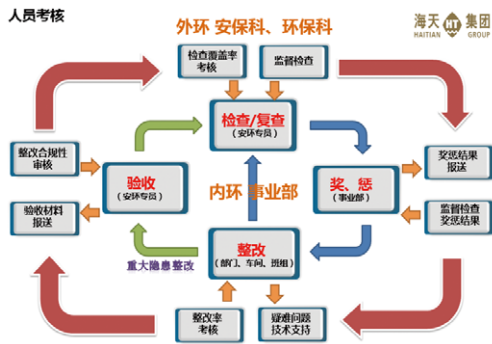 人员考核
外环 安保科、环保科
海天 HT 集团
HAITIAN GROUP
检查覆盖率
考核
监督检查
检查/复查
(安环专员)
整改合规性
审核
验收
(安环专员)
奖、惩
(事业部)
奖惩结果
报送
验收材料
报送
内环 事业部
监督检查
奖惩结果
整改
(部门、车间、班组)
重大隐患整改
整改率
考核
疑难问题
技术支持